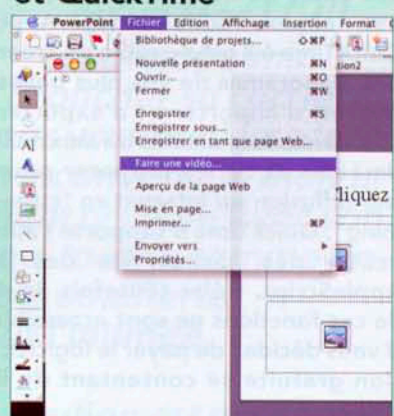 et QuickTime
PowerPoint Fichier Edition Affichage Insertion Format
Bibliothèque de projets... ⇧⌘P
Nouvelle présentation ⌘N
Ouvrir... ⌘O
Fermer ⌘W
Enregistrer ⌘S
Enregistrer sous...
Enregistrer en tant que page Web...
Faire une vidéo...
Aperçu de la page Web
Mise en page...
Imprimer... ⌘P
Envoyer vers
Propriétés...
tion2
Cliquez